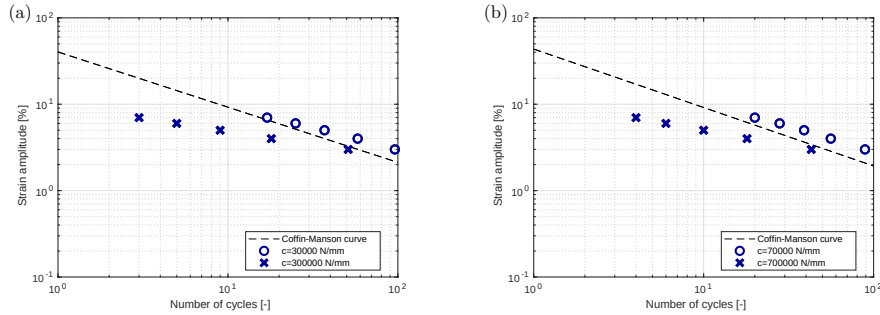 (a)
10^2
10^1
10^0
10^-1
Strain amplitude [%]
Coffin-Manson curve
c=30000 N/mm
c=300000 N/mm
10^0
10^1
10^2
Number of cycles [-]
(b)
10^2
10^1
10^0
10^-1
Strain amplitude [%]
Coffin-Manson curve
c=70000 N/mm
c=700000 N/mm
10^0
10^1
10^2
Number of cycles [-]